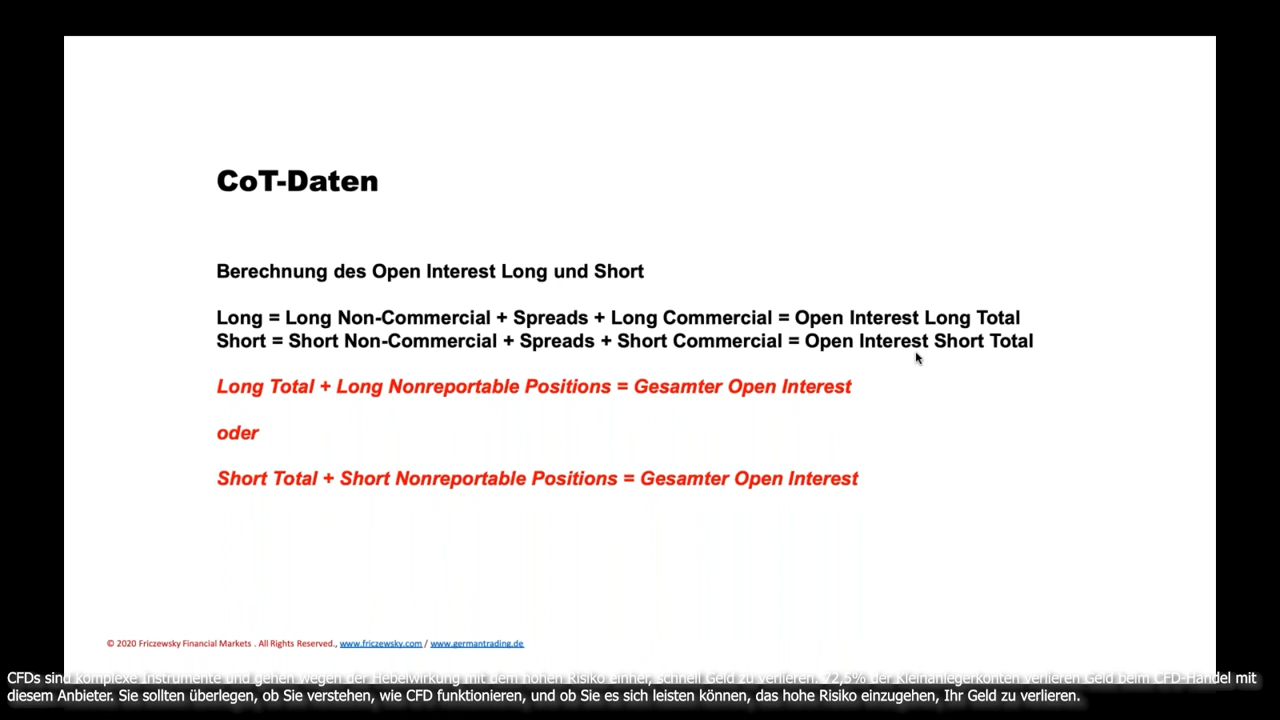 CoT-Daten
Berechnung des Open Interest Long und Short
Long = Long Non-Commercial + Spreads + Long Commercial = Open Interest Long Total
Short = Short Non-Commercial + Spreads + Short Commercial = Open Interest Short Total
Long Total + Long Nonreportable Positions = Gesamter Open Interest
oder
Short Total + Short Nonreportable Positions = Gesamter Open Interest
© 2020 Friczewsky Financial Markets . All Rights Reserved., www.friczewsky.com / www.germantrading.de
CFDs sind komplexe Instrumente und gehen wegen der Hebelwirkung mit dem hohen Risiko einher, schnell Geld zu verlieren. 72,5% der Kleinanlegerkonten verlieren Geld beim CFD-Handel mit
diesem Anbieter. Sie sollten überlegen, ob Sie verstehen, wie CFD funktionieren, und ob Sie es sich leisten können, das hohe Risiko einzugehen, Ihr Geld zu verlieren.